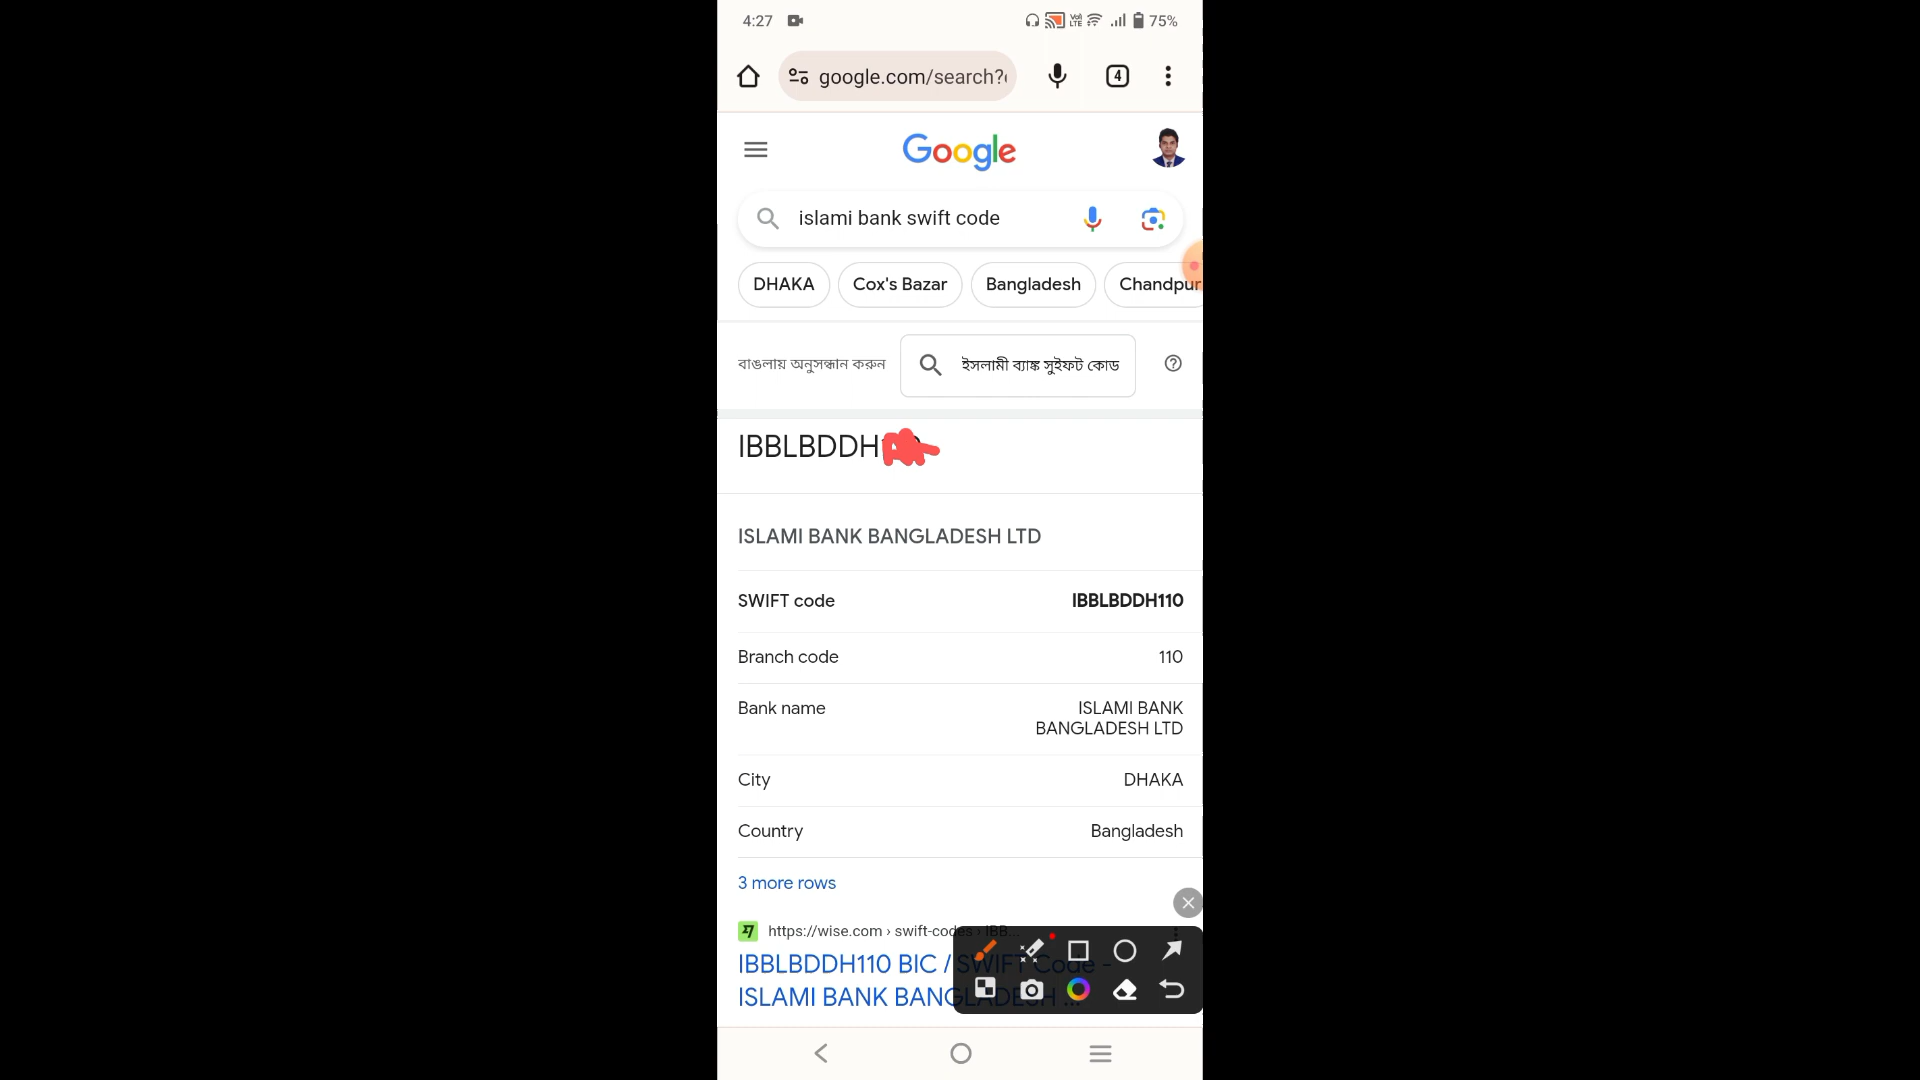 4:27
Vo) LTE 75%
google.com/search?
4
Google
islami bank swift code
DHAKA Cox's Bazar Bangladesh Chandpur
বাঙলায় অনুসন্ধান করুন ইসলামী ব্যাঙ্ক সুইফট কোড
IBBLBDDH
ISLAMI BANK BANGLADESH LTD
SWIFT code IBBLBDDH110
Branch code 110
Bank name ISLAMI BANK
BANGLADESH LTD
City DHAKA
Country Bangladesh
3 more rows
https://wise.com › swift-codes › IBB...
IBBLBDDH110 BIC / SWIFT Code -
ISLAMI BANK BANGLADESH ...